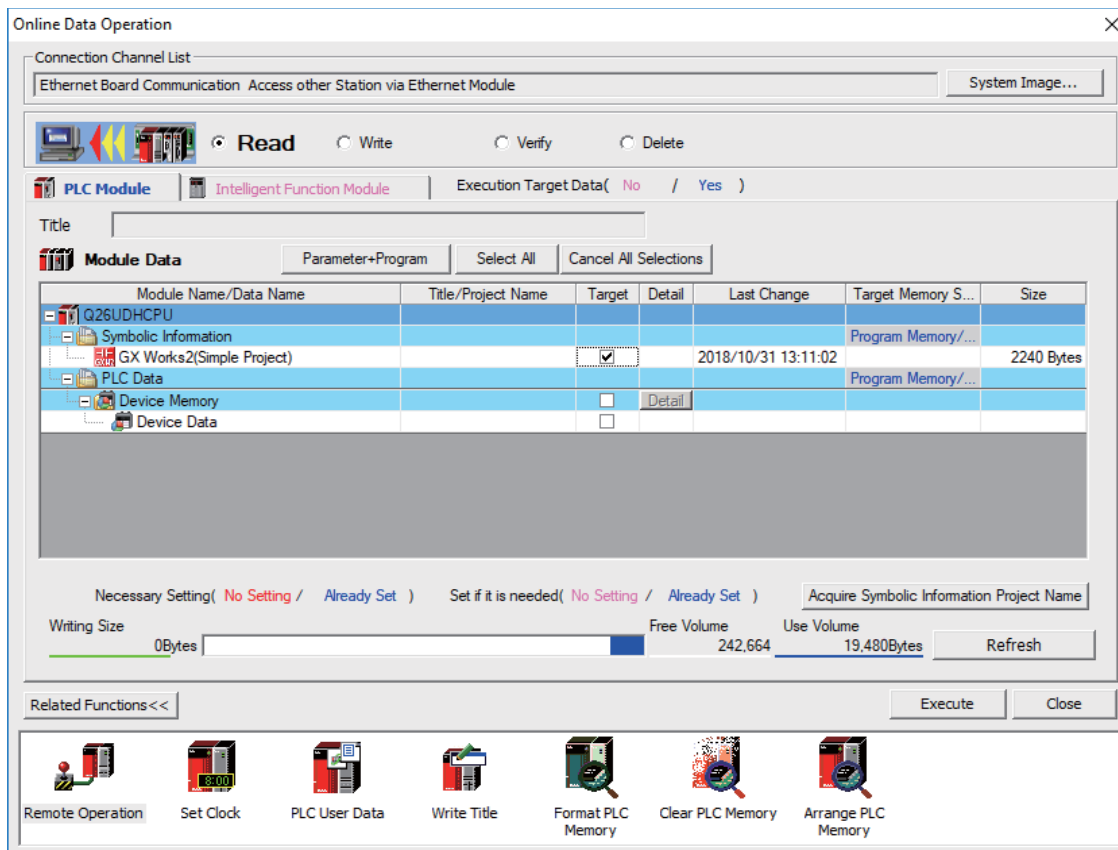 Online Data Operation
Connection Channel List
Ethernet Board Communication Access other Station via Ethernet Module
System Image...
Read Write Verify Delete
PLC Module Intelligent Function Module Execution Target Data( No / Yes )
Title
Module Data Parameter+Program Select All Cancel All Selections
Module Name/Data Name Title/Project Name Target Detail Last Change Target Memory S... Size
Q26UDHCPU
Symbolic Information Program Memory/...
GX Works2(Simple Project) 2018/10/31 13:11:02 2240 Bytes
PLC Data Program Memory/...
Device Memory Detail
Device Data
Necessary Setting( No Setting / Already Set ) Set if it is needed( No Setting / Already Set ) Acquire Symbolic Information Project Name
Writing Size Free Volume Use Volume
0Bytes 242,664 19,480Bytes Refresh
Related Functions<< Execute Close
8:00
Remote Operation Set Clock PLC User Data Write Title Format PLC Memory Clear PLC Memory Arrange PLC Memory